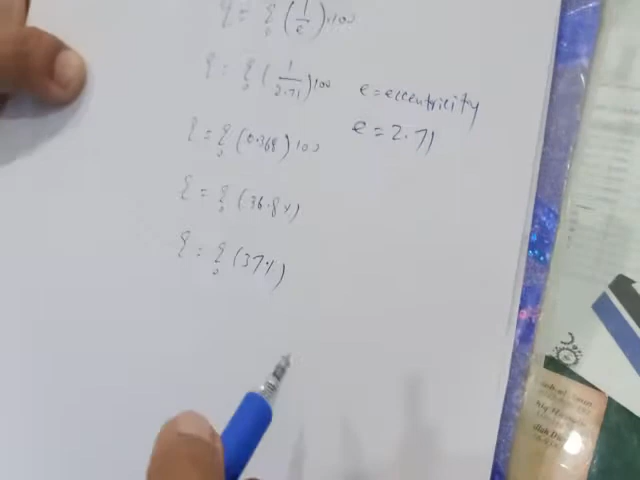 q = q₀ (1/e) × 100
q = q₀ (1/2.71) 100
e = eccentricity
e = 2.71
q = q₀ (0.368) 100
q = q₀ (36.8%)
q = q₀ (37%)